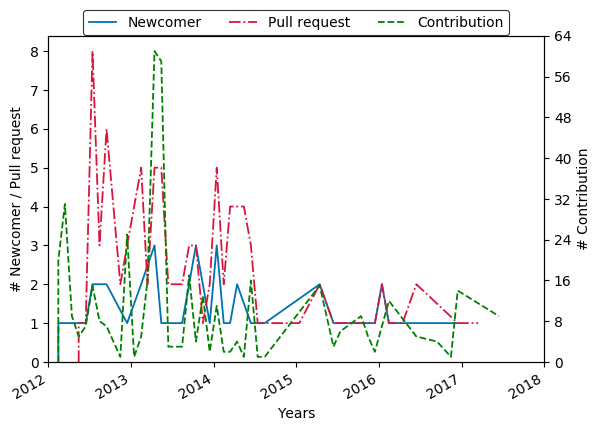 Newcomer Pull request Contribution
8 64
7 56
6 48
5 40
4 32
3 24
2 16
1 8
0 0
# Newcomer / Pull request
# Contribution
2012 2013 2014 2015 2016 2017 2018
Years